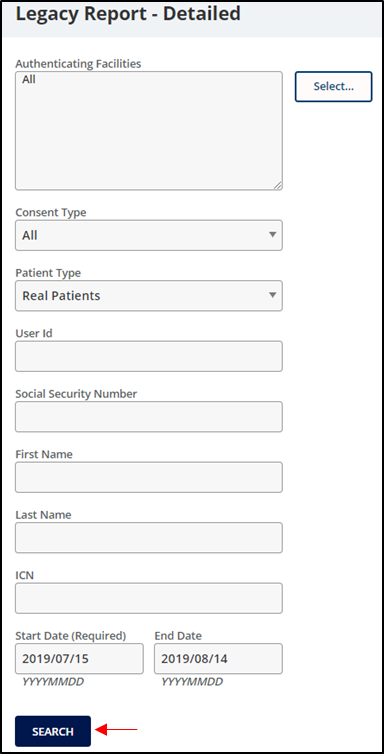 Legacy Report - Detailed
Authenticating Facilities
All
Select...
Consent Type
All
Patient Type
Real Patients
User Id
Social Security Number
First Name
Last Name
ICN
Start Date (Required) End Date
2019/07/15 2019/08/14
YYYYMMDD YYYYMMDD
SEARCH